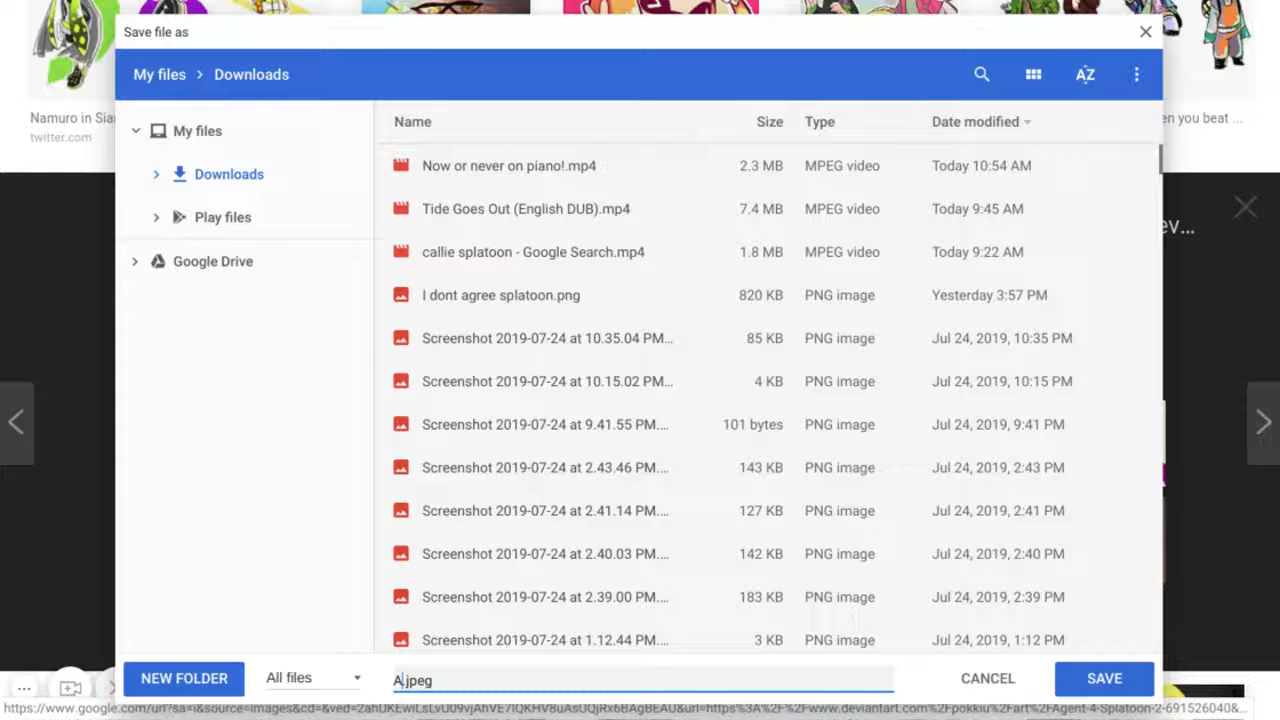 Save file as
My files > Downloads
AZ
Namuro in Sia
twitter.com
en you beat ...
ev...
My files
Downloads
Play files
Google Drive
Name Size Type Date modified
Now or never on piano!.mp4 2.3 MB MPEG video Today 10:54 AM
Tide Goes Out (English DUB).mp4 7.4 MB MPEG video Today 9:45 AM
callie splatoon - Google Search.mp4 1.8 MB MPEG video Today 9:22 AM
I dont agree splatoon.png 820 KB PNG image Yesterday 3:57 PM
Screenshot 2019-07-24 at 10.35.04 PM... 85 KB PNG image Jul 24, 2019, 10:35 PM
Screenshot 2019-07-24 at 10.15.02 PM... 4 KB PNG image Jul 24, 2019, 10:15 PM
Screenshot 2019-07-24 at 9.41.55 PM.... 101 bytes PNG image Jul 24, 2019, 9:41 PM
Screenshot 2019-07-24 at 2.43.46 PM.... 143 KB PNG image Jul 24, 2019, 2:43 PM
Screenshot 2019-07-24 at 2.41.14 PM.... 127 KB PNG image Jul 24, 2019, 2:41 PM
Screenshot 2019-07-24 at 2.40.03 PM.... 142 KB PNG image Jul 24, 2019, 2:40 PM
Screenshot 2019-07-24 at 2.39.00 PM.... 183 KB PNG image Jul 24, 2019, 2:39 PM
Screenshot 2019-07-24 at 1.12.44 PM.... 3 KB PNG image Jul 24, 2019, 1:12 PM
NEW FOLDER All files A.jpeg CANCEL SAVE